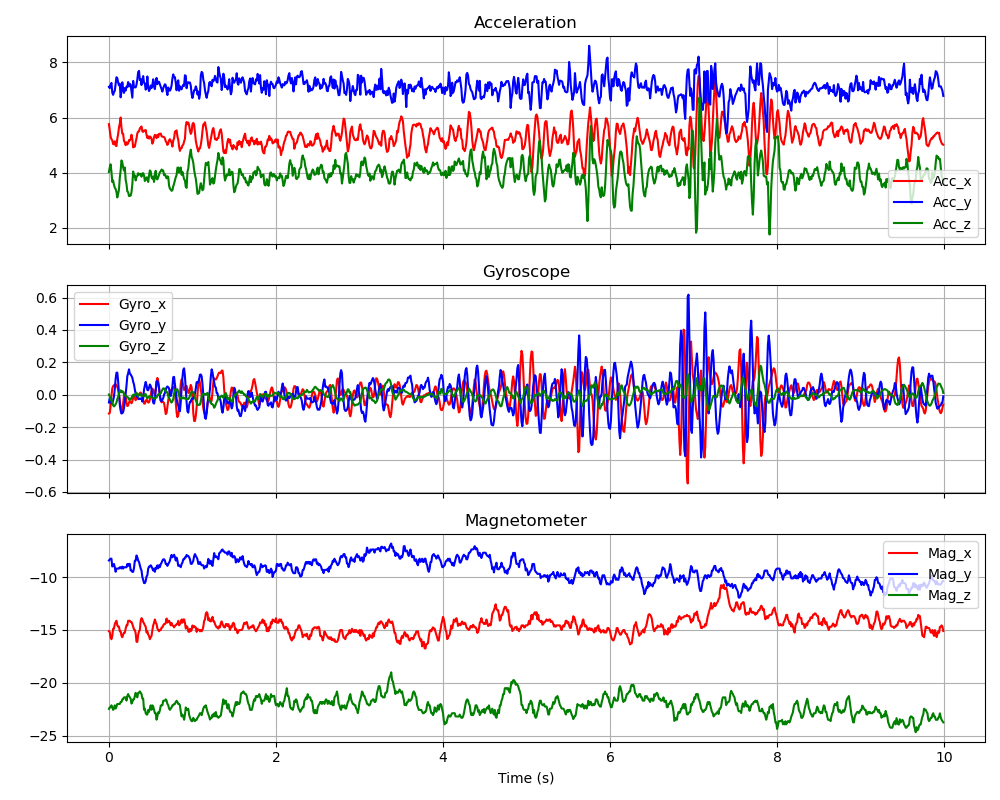 Acceleration
8
6
4
2
Acc_x
Acc_y
Acc_z
Gyroscope
0.6
0.4
0.2
0.0
−0.2
−0.4
−0.6
Gyro_x
Gyro_y
Gyro_z
Magnetometer
−10
−15
−20
−25
Mag_x
Mag_y
Mag_z
0 2 4 6 8 10
Time (s)